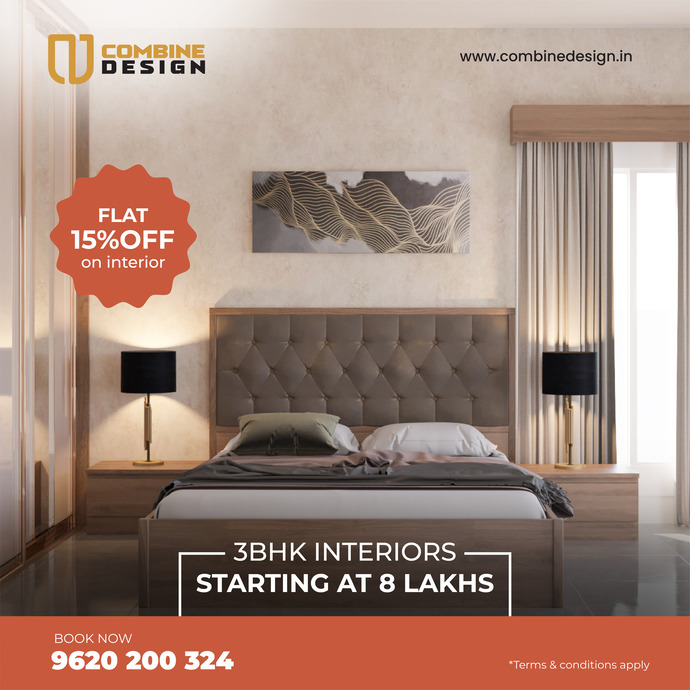 COMBINE
DESIGN
www.combinedesign.in
FLAT
15%OFF
on interior
3BHK INTERIORS
STARTING AT 8 LAKHS
BOOK NOW
9620 200 324
*Terms & conditions apply